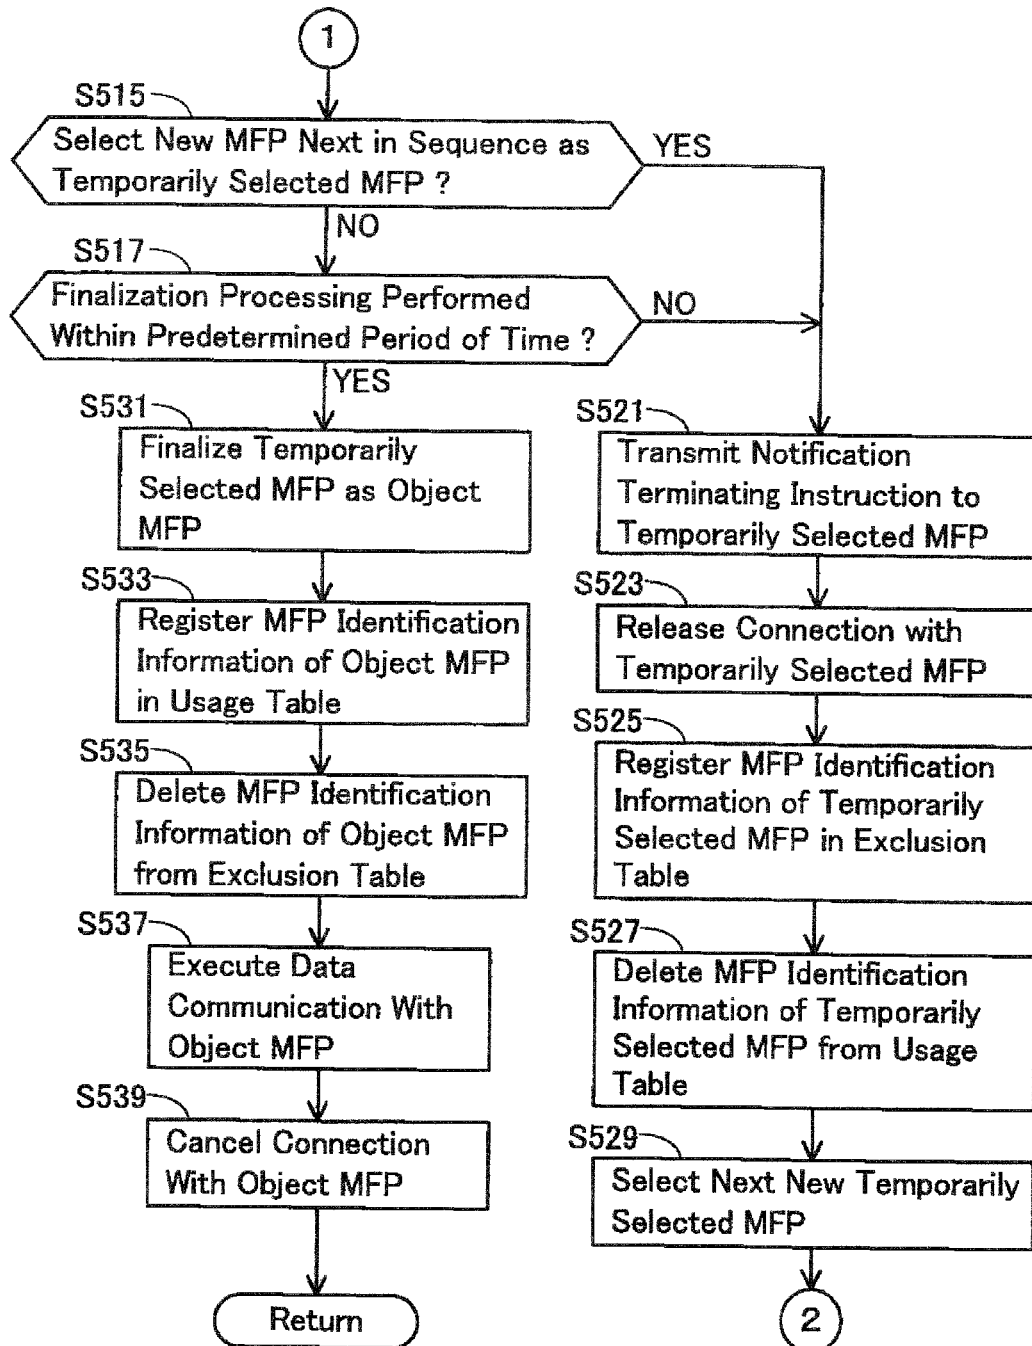 1
S515
Select New MFP Next in Sequence as
Temporarily Selected MFP ?
YES
NO
S517
Finalization Processing Performed
Within Predetermined Period of Time ?
NO
YES
S531
Finalize Temporarily
Selected MFP as Object
MFP
S533
Register MFP Identification
Information of Object MFP
in Usage Table
S535
Delete MFP Identification
Information of Object MFP
from Exclusion Table
S537
Execute Data
Communication With
Object MFP
S539
Cancel Connection
With Object MFP
Return
S521
Transmit Notification
Terminating Instruction to
Temporarily Selected MFP
S523
Release Connection with
Temporarily Selected MFP
S525
Register MFP Identification
Information of Temporarily
Selected MFP in Exclusion
Table
S527
Delete MFP Identification
Information of Temporarily
Selected MFP from Usage
Table
S529
Select Next New Temporarily
Selected MFP
2